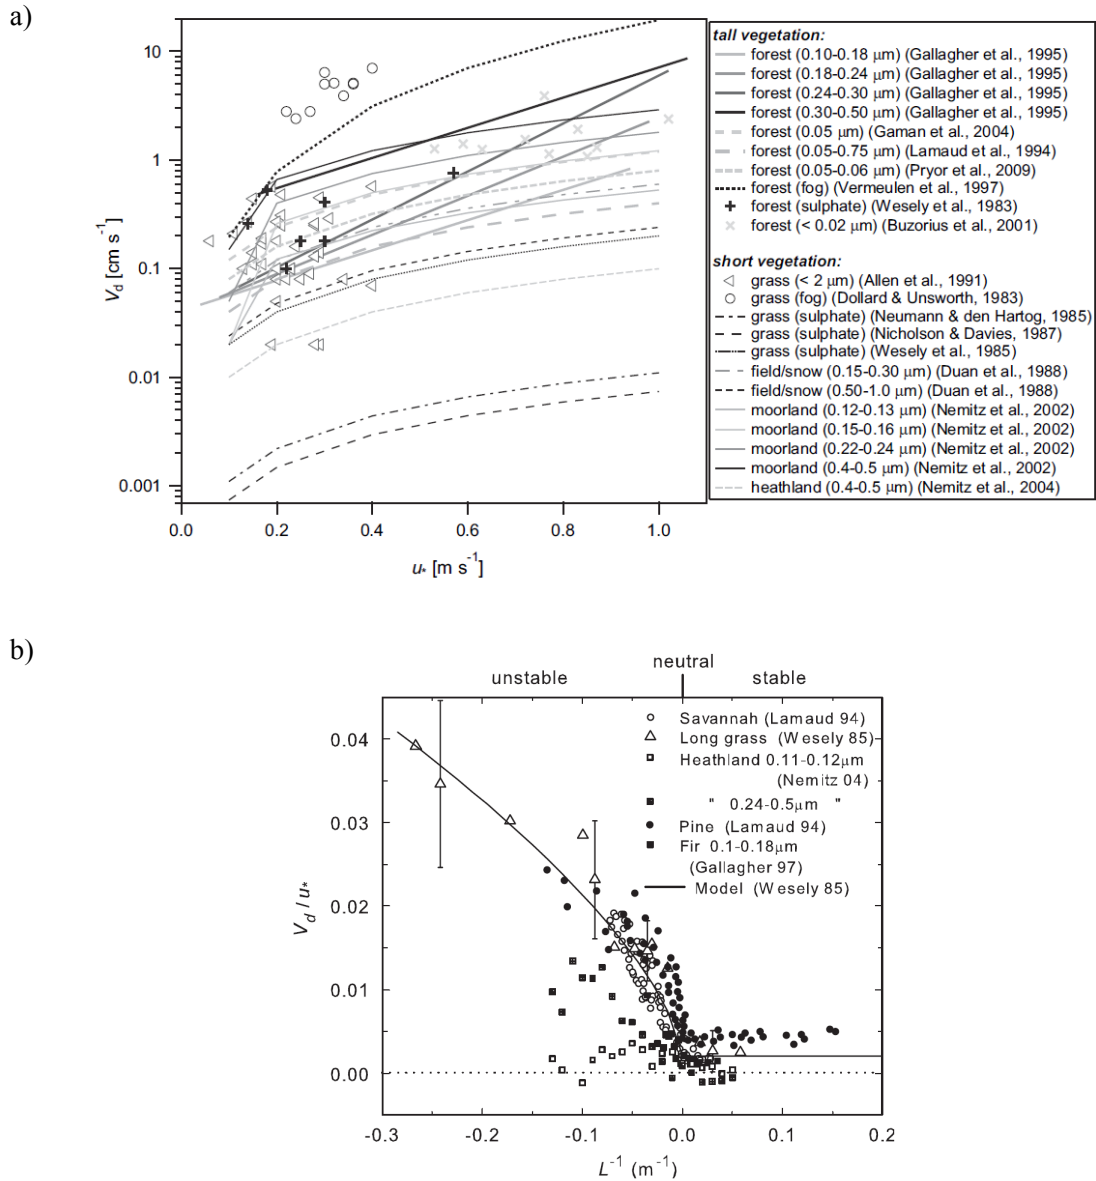 a)
10
1
0.1
0.01
0.001
V_d [cm s⁻¹]
0.0 0.2 0.4 0.6 0.8 1.0
u* [m s⁻¹]
tall vegetation:
forest (0.10-0.18 μm) (Gallagher et al., 1995)
forest (0.18-0.24 μm) (Gallagher et al., 1995)
forest (0.24-0.30 μm) (Gallagher et al., 1995)
forest (0.30-0.50 μm) (Gallagher et al., 1995)
forest (0.05 μm) (Gaman et al., 2004)
forest (0.05-0.75 μm) (Lamaud et al., 1994)
forest (0.05-0.06 μm) (Pryor et al., 2009)
forest (fog) (Vermeulen et al., 1997)
forest (sulphate) (Wesely et al., 1983)
forest (< 0.02 μm) (Buzorius et al., 2001)
short vegetation:
grass (< 2 μm) (Allen et al., 1991)
grass (fog) (Dollard & Unsworth, 1983)
grass (sulphate) (Neumann & den Hartog, 1985)
grass (sulphate) (Nicholson & Davies, 1987)
grass (sulphate) (Wesely et al., 1985)
field/snow (0.15-0.30 μm) (Duan et al., 1988)
field/snow (0.50-1.0 μm) (Duan et al., 1988)
moorland (0.12-0.13 μm) (Nemitz et al., 2002)
moorland (0.15-0.16 μm) (Nemitz et al., 2002)
moorland (0.22-0.24 μm) (Nemitz et al., 2002)
moorland (0.4-0.5 μm) (Nemitz et al., 2002)
heathland (0.4-0.5 μm) (Nemitz et al., 2004)
b)
unstable neutral stable
0.04
0.03
0.02
0.01
0.00
V_d / u*
-0.3 -0.2 -0.1 0.0 0.1 0.2
L⁻¹ (m⁻¹)
Savannah (Lamaud 94)
Long grass (Wesely 85)
Heathland 0.11-0.12μm
(Nemitz 04)
" 0.24-0.5μm "
Pine (Lamaud 94)
Fir 0.1-0.18μm
(Gallagher 97)
Model (Wesely 85)